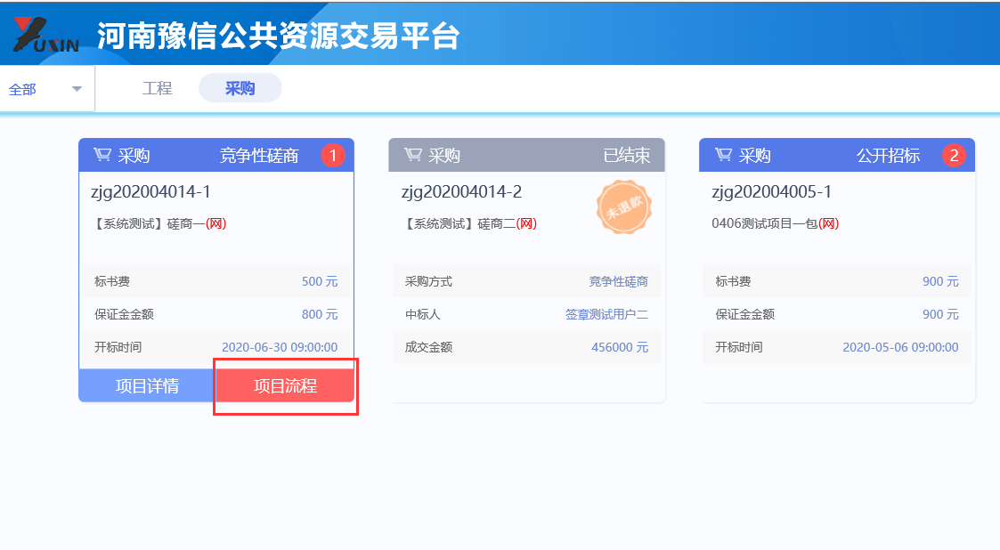 YUXIN 河南豫信公共资源交易平台
全部 工程 采购
采购 竞争性磋商 1
zjg202004014-1
【系统测试】磋商一(网)
标书费 500 元
保证金金额 800 元
开标时间 2020-06-30 09:00:00
项目详情 项目流程
采购 已结束
zjg202004014-2
未退款
【系统测试】磋商二(网)
采购方式 竞争性磋商
中标人 签章测试用户二
成交金额 456000 元
采购 公开招标 2
zjg202004005-1
0406测试项目一包(网)
标书费 900 元
保证金金额 900 元
开标时间 2020-05-06 09:00:00